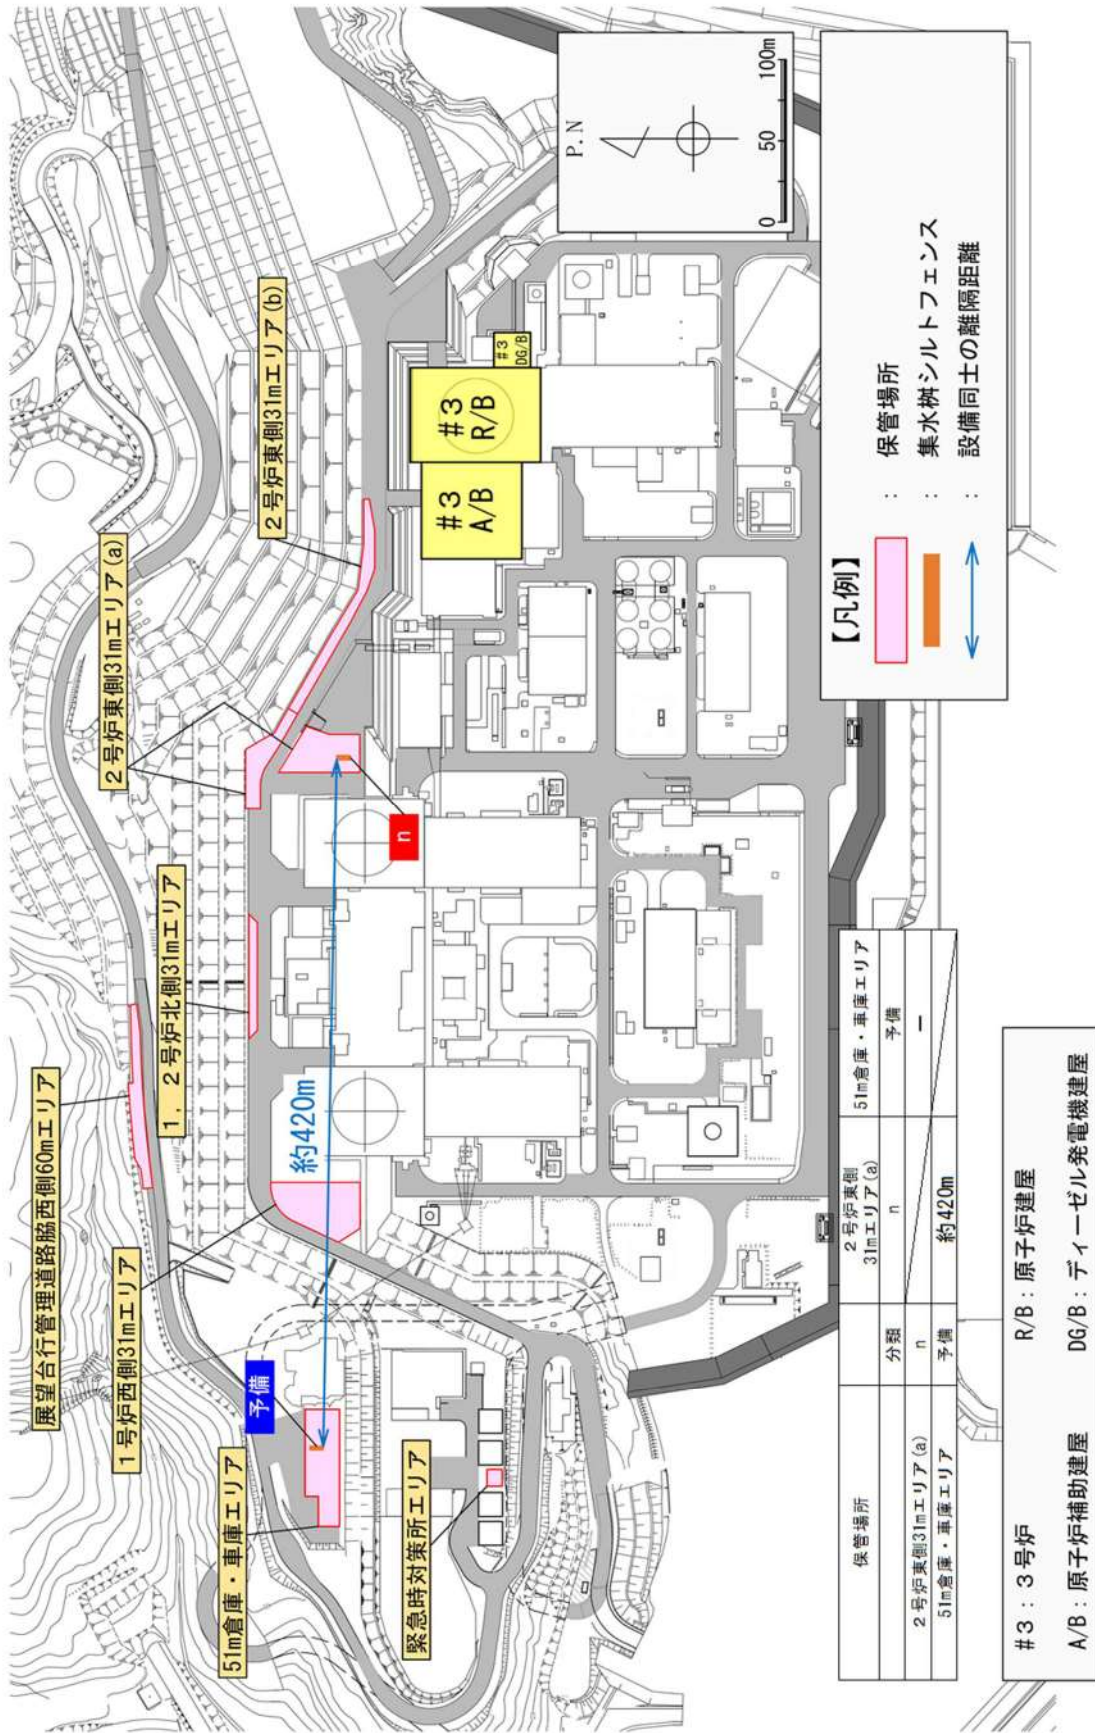 展望台行管理道路脇西側60mエリア
1号炉西側31mエリア
1，2号炉北側31mエリア
2号炉東側31mエリア(a)
2号炉東側31mエリア(b)
51m倉庫・車庫エリア
緊急時対策所エリア
予備
約420m
n
#3
A/B
#3
R/B
#3
DG/B
P.N
0 50 100m
【凡例】
： 保管場所
： 集水桝シルトフェンス
： 設備同士の離隔距離
保管場所 2号炉東側 51m倉庫・車庫エリア
31mエリア(a)
分類 n 予備
2号炉東側31mエリア(a) n －
51m倉庫・車庫エリア 予備 約420m
#3：3号炉 R/B：原子炉建屋
A/B：原子炉補助建屋 DG/B：ディーゼル発電機建屋